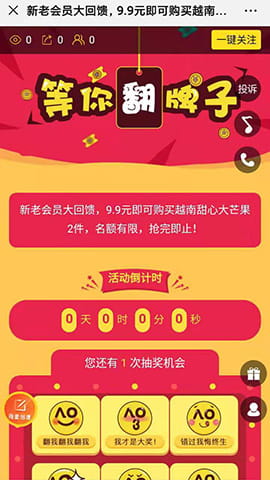 新老会员大回馈，9.9元即可购买越南...
0 0 0 一键关注
等你翻牌子
投诉
新老会员大回馈，9.9元即可购买越南甜心大芒果
2件，名额有限，抢完即止！
活动倒计时
0 天 0 时 0 分 0 秒
您还有 1 次抽奖机会
翻我翻我翻我 我才是大奖！ 错过我悔终生